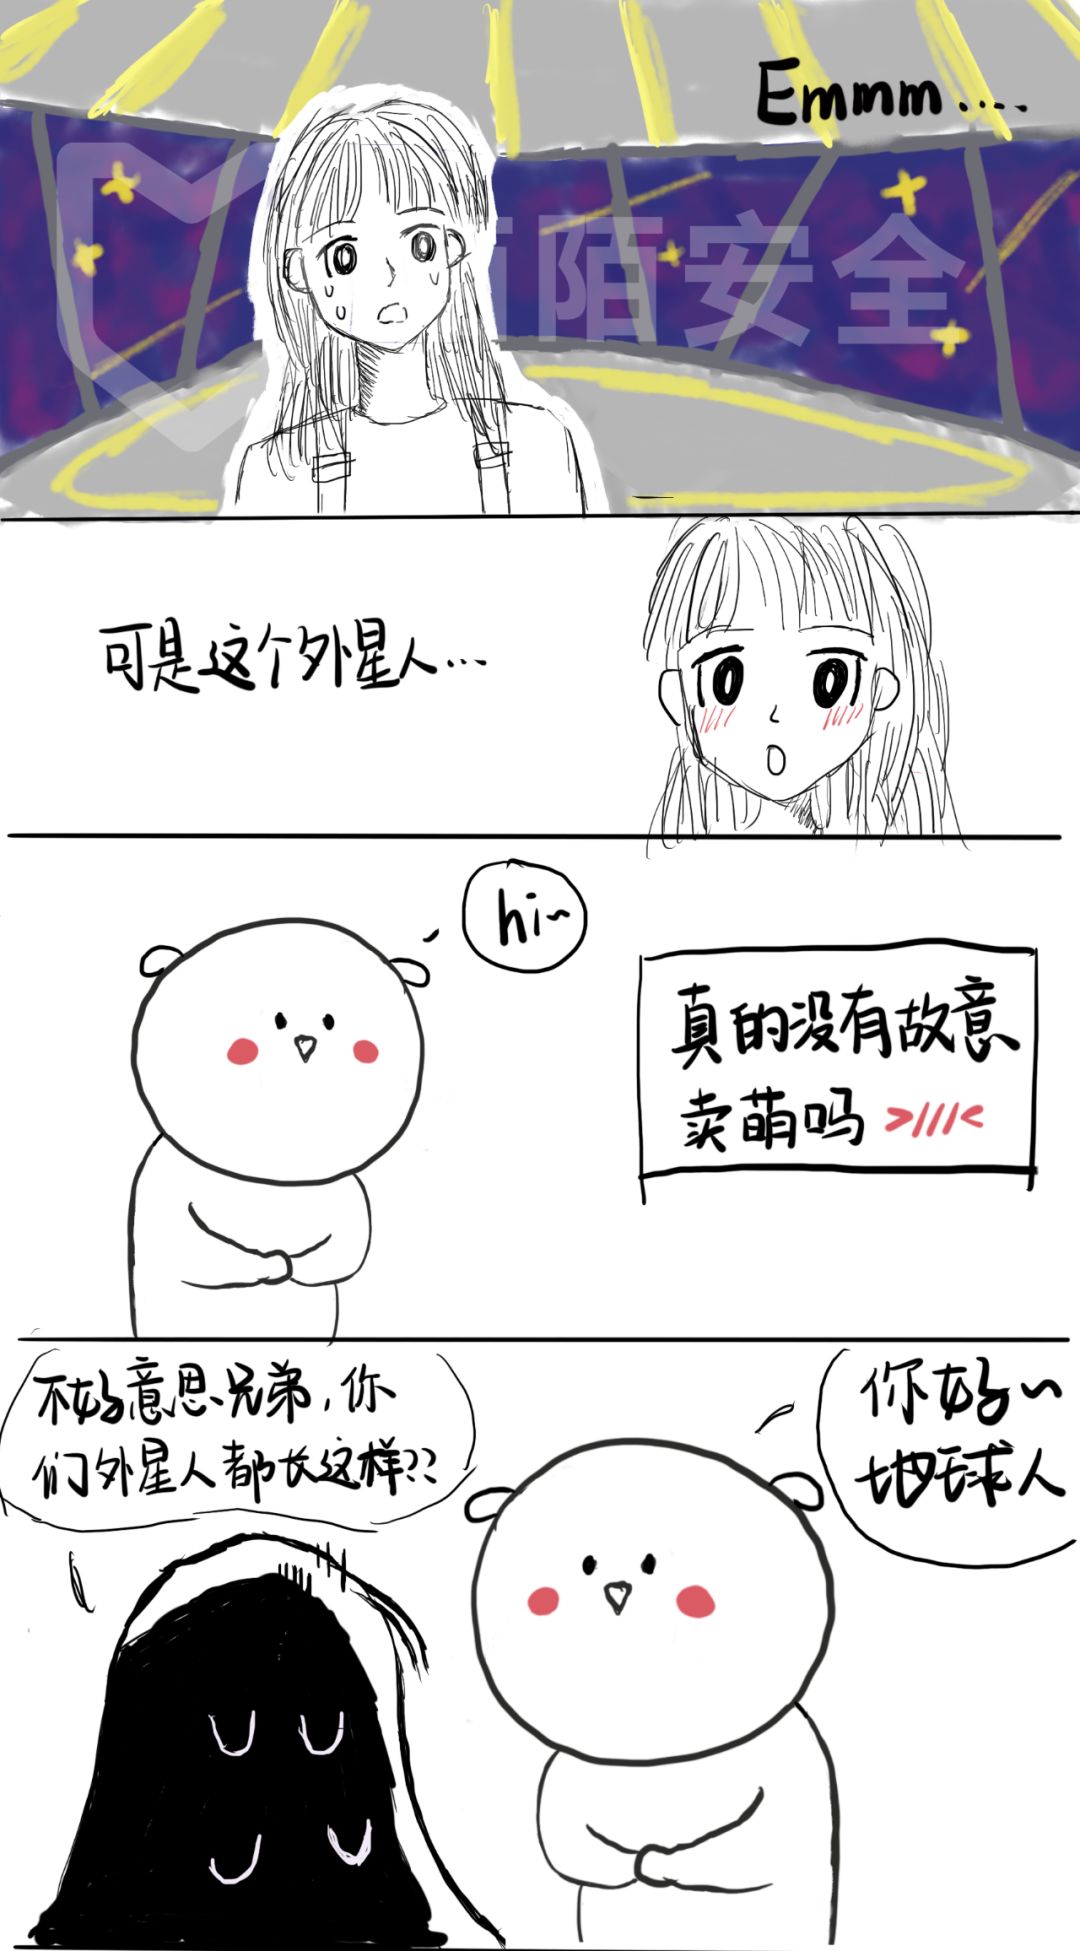 Emmm....
陌陌安全
可是这个外星人...
hi~
真的没有故意
卖萌吗 >///<
不好意思兄弟，你
们外星人都长这样??
你好~
地球人